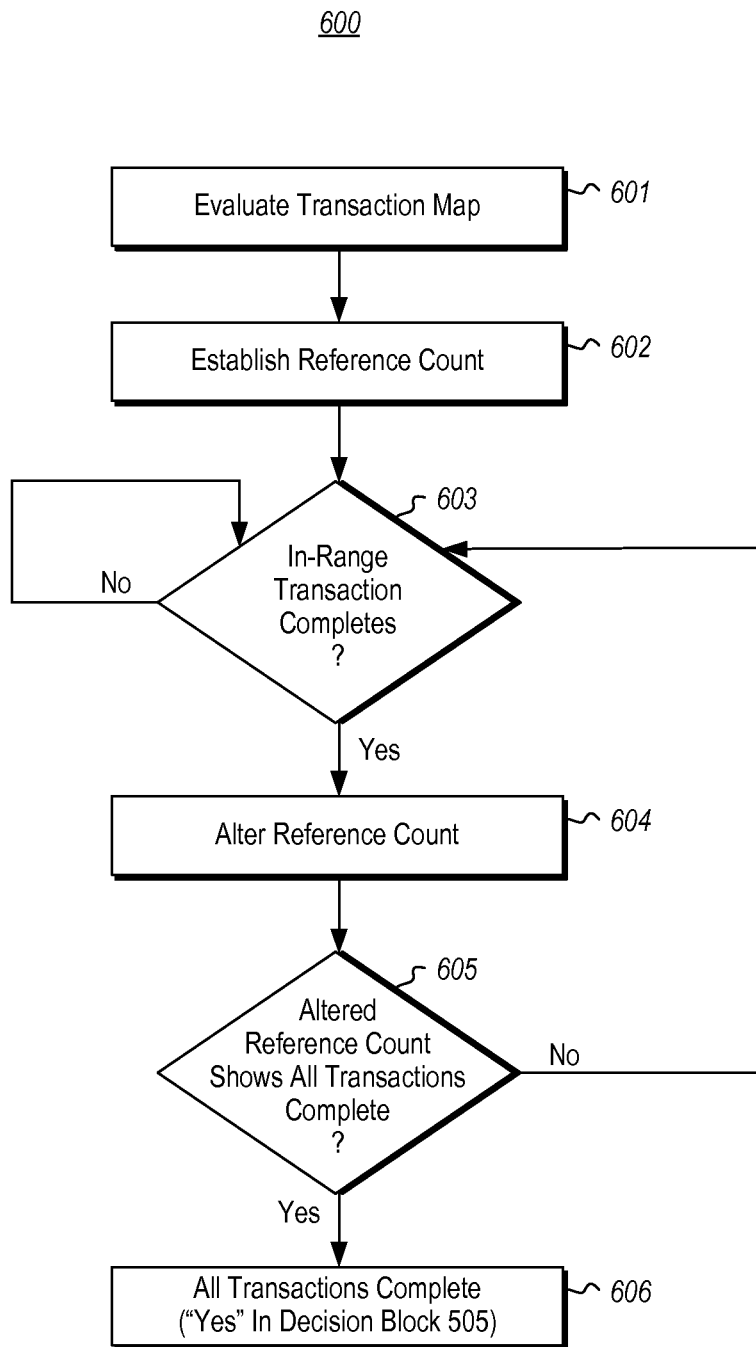 600
Evaluate Transaction Map
601
Establish Reference Count
602
603
In-Range
Transaction
Completes
?
No
Yes
Alter Reference Count
604
605
Altered
Reference Count
Shows All Transactions
Complete
?
No
Yes
All Transactions Complete
(“Yes” In Decision Block 505)
606